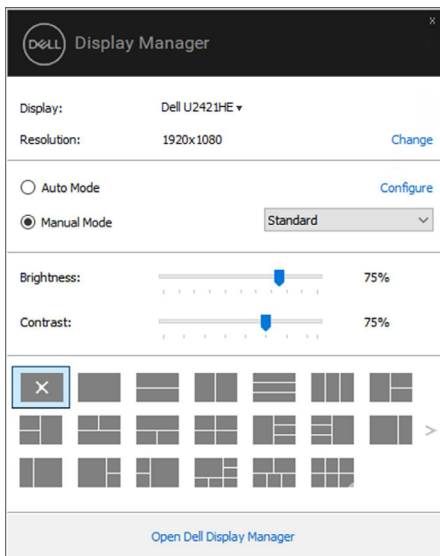 x
DELL Display Manager
Display: Dell U2421HE ▾
Resolution: 1920x1080 Change
Auto Mode Configure
Manual Mode Standard
Brightness: 75%
Contrast: 75%
Open Dell Display Manager